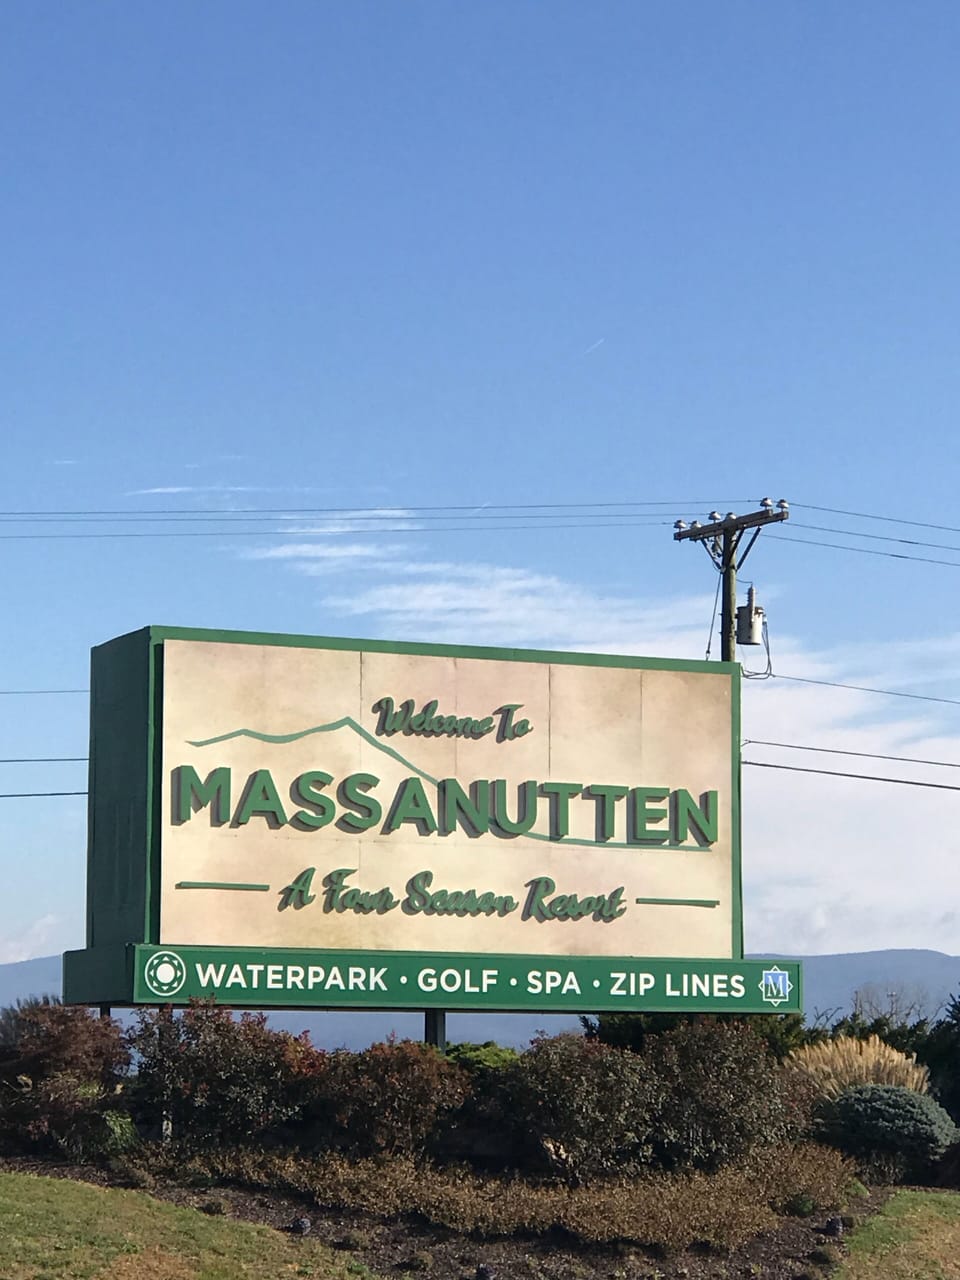 Welcome To
MASSANUTTEN
A Four Season Resort
WATERPARK · GOLF · SPA · ZIP LINES M